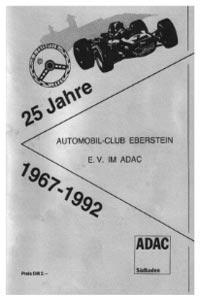 25 Jahre
AUTOMOBIL-CLUB EBERSTEIN
E.V. IM ADAC
1967-1992
ADAC
Südbaden
Preis DM 2.-